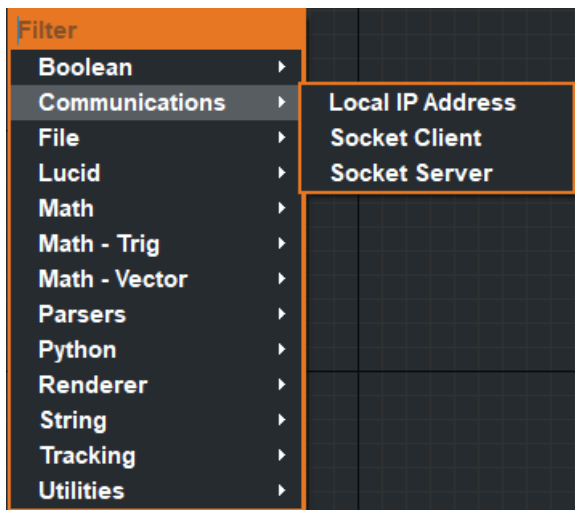 Filter
Boolean
Communications
File
Lucid
Math
Math - Trig
Math - Vector
Parsers
Python
Renderer
String
Tracking
Utilities
Local IP Address
Socket Client
Socket Server